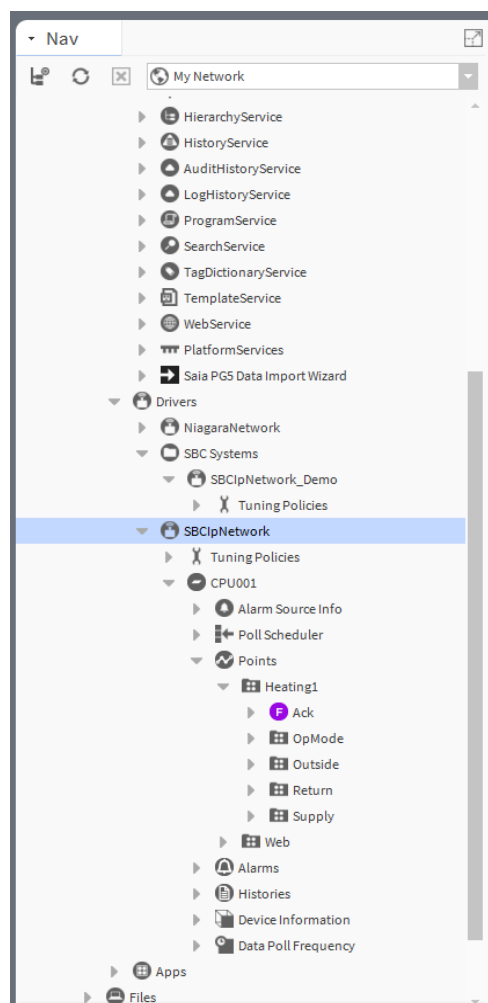 Nav
My Network
HierarchyService
HistoryService
AuditHistoryService
LogHistoryService
ProgramService
SearchService
TagDictionaryService
TemplateService
WebService
PlatformServices
Saia PG5 Data Import Wizard
Drivers
NiagaraNetwork
SBC Systems
SBCIpNetwork_Demo
Tuning Policies
SBCIpNetwork
Tuning Policies
CPU001
Alarm Source Info
Poll Scheduler
Points
Heating1
F Ack
OpMode
Outside
Return
Supply
Web
Alarms
Histories
Device Information
Data Poll Frequency
Apps
Files